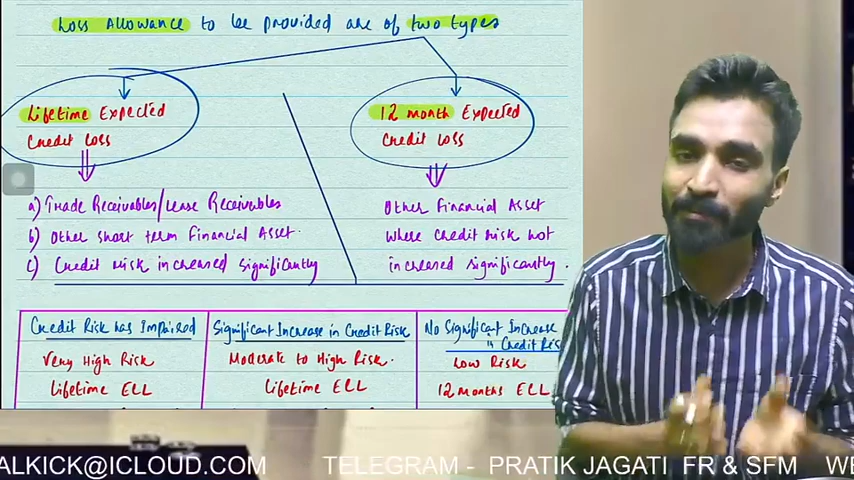 Loss Allowance to be provided are of two types
Lifetime Expected
Credit Loss
12 month Expected
Credit Loss
a) Trade Receivables/Lease Receivables
b) Other short term Financial Asset.
c) Credit risk increased significantly
Other Financial Asset
where credit risk not
increased significantly.
Credit Risk has Impaired
Very High Risk
Lifetime ECL
Significant Increase in Credit Risk
Moderate to High Risk.
Lifetime ECL
No Significant Increase
in Credit
Low Risk
12 months ECL
ALKICK@ICLOUD.COM TELEGRAM - PRATIK JAGATI FR & SFM WE